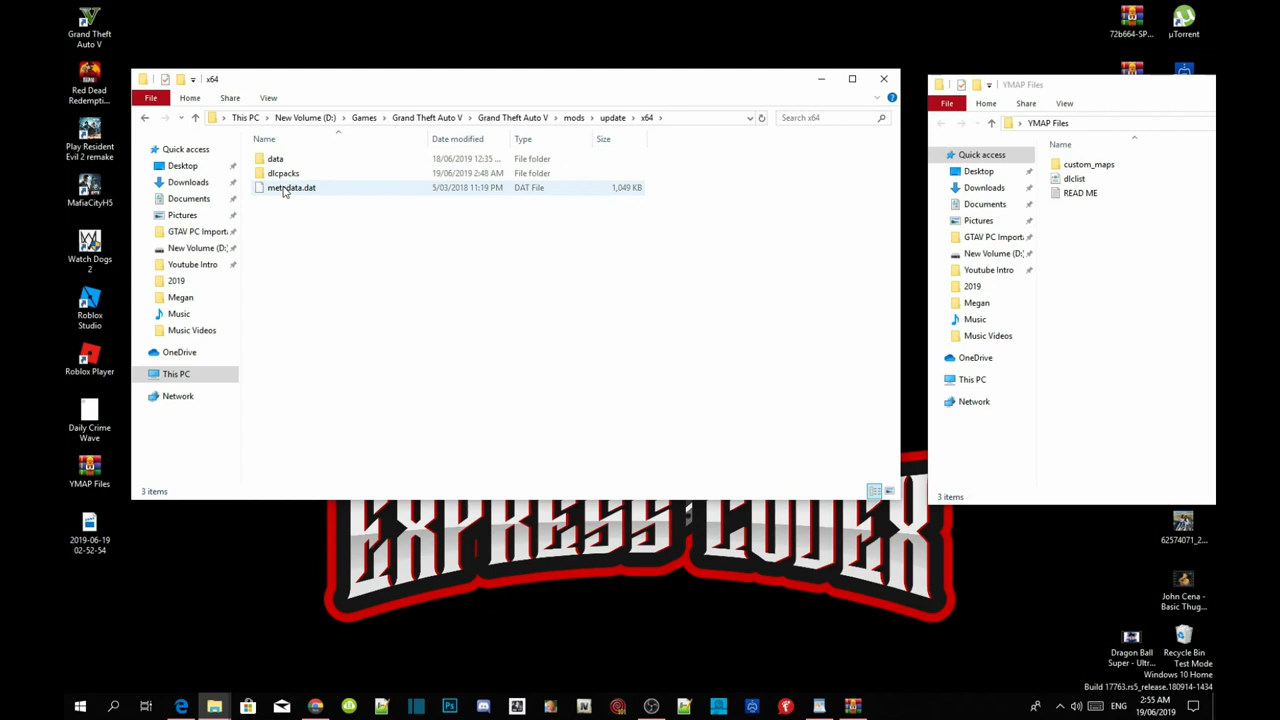 Grand Theft
Auto V
Red Dead
Redempti...
Play Resident
Evil 2 remake
MafiaCityH5
Watch Dogs
2
Roblox
Studio
Roblox Player
Daily Crime
Wave
YMAP Files
2019-06-19
02-52-54
x64
File Home Share View
This PC > New Volume (D:) > Games > Grand Theft Auto V > Grand Theft Auto V > mods > update > x64 >
Search x64
Quick access
Desktop
Downloads
Documents
Pictures
GTAV PC Import
New Volume (D:)
Youtube Intro
2019
Megan
Music
Music Videos
OneDrive
This PC
Network
Name Date modified Type Size
data 18/06/2019 12:35 ... File folder
dlcpacks 19/06/2019 2:48 AM File folder
metadata.dat 5/03/2018 11:19 PM DAT File 1,049 KB
3 items
YMAP Files
File Home Share View
> YMAP Files
Quick access
Desktop
Downloads
Documents
Pictures
GTAV PC Import
New Volume (D:)
Youtube Intro
2019
Megan
Music
Music Videos
OneDrive
This PC
Network
Name
custom_maps
dlclist
READ ME
3 items
72b664-SP...
µTorrent
EXPRESS CODEX
62574071_2...
John Cena -
Basic Thug...
Dragon Ball
Super - Ultr...
Recycle Bin
Test Mode
Windows 10 Home
Build 17763.rs5_release.180914-1434
ENG
2:55 AM
19/06/2019